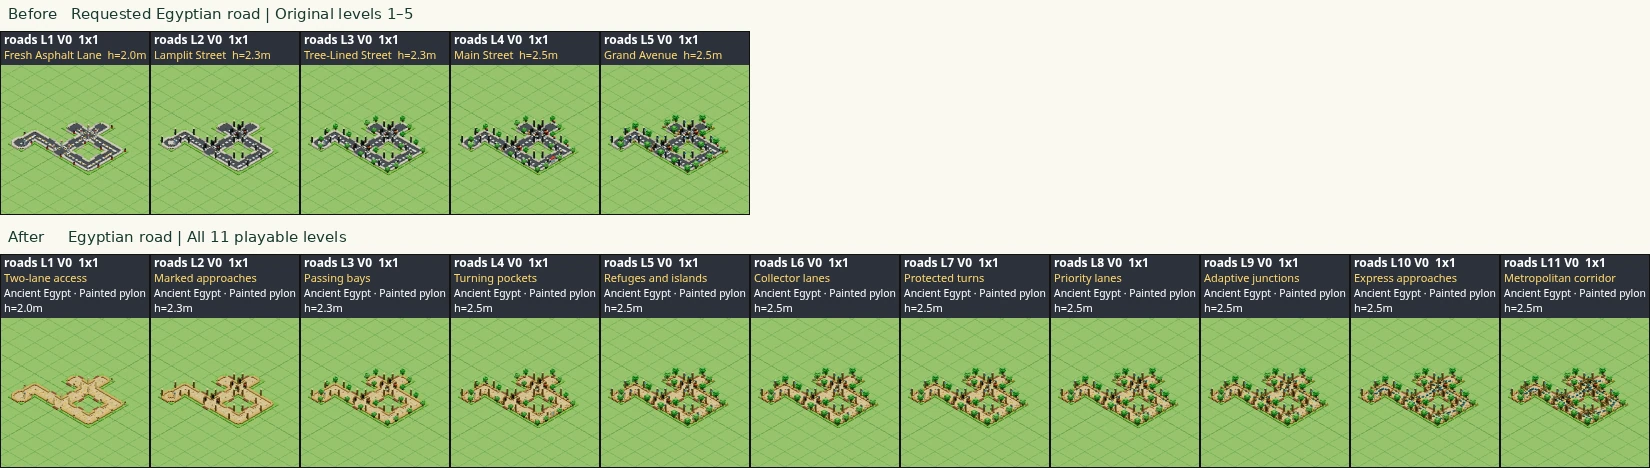 Before Requested Egyptian road | Original levels 1–5
roads L1 V0 1x1
Fresh Asphalt Lane h=2.0m
roads L2 V0 1x1
Lamplit Street h=2.3m
roads L3 V0 1x1
Tree-Lined Street h=2.3m
roads L4 V0 1x1
Main Street h=2.5m
roads L5 V0 1x1
Grand Avenue h=2.5m
After Egyptian road | All 11 playable levels
roads L1 V0 1x1
Two-lane access
Ancient Egypt · Painted pylon
h=2.0m
roads L2 V0 1x1
Marked approaches
Ancient Egypt · Painted pylon
h=2.3m
roads L3 V0 1x1
Passing bays
Ancient Egypt · Painted pylon
h=2.3m
roads L4 V0 1x1
Turning pockets
Ancient Egypt · Painted pylon
h=2.5m
roads L5 V0 1x1
Refuges and islands
Ancient Egypt · Painted pylon
h=2.5m
roads L6 V0 1x1
Collector lanes
Ancient Egypt · Painted pylon
h=2.5m
roads L7 V0 1x1
Protected turns
Ancient Egypt · Painted pylon
h=2.5m
roads L8 V0 1x1
Priority lanes
Ancient Egypt · Painted pylon
h=2.5m
roads L9 V0 1x1
Adaptive junctions
Ancient Egypt · Painted pylon
h=2.5m
roads L10 V0 1x1
Express approaches
Ancient Egypt · Painted pylon
h=2.5m
roads L11 V0 1x1
Metropolitan corridor
Ancient Egypt · Painted pylon
h=2.5m